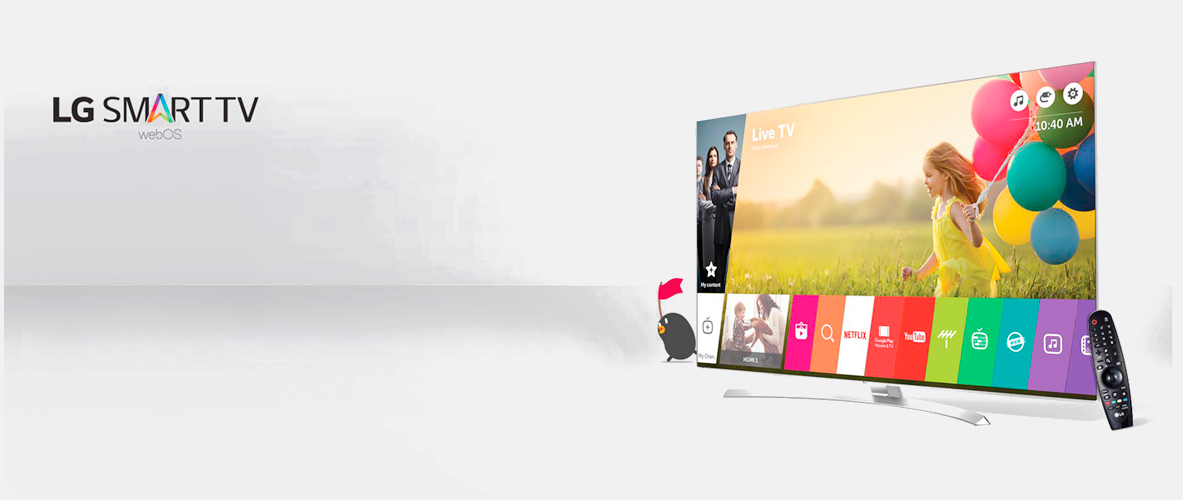 LG SMART TV
webOS
Live TV
10:40 AM
My content
My Chan.
HDMI 1
NETFLIX
Google Play
Movies & TV
YouTube
LG